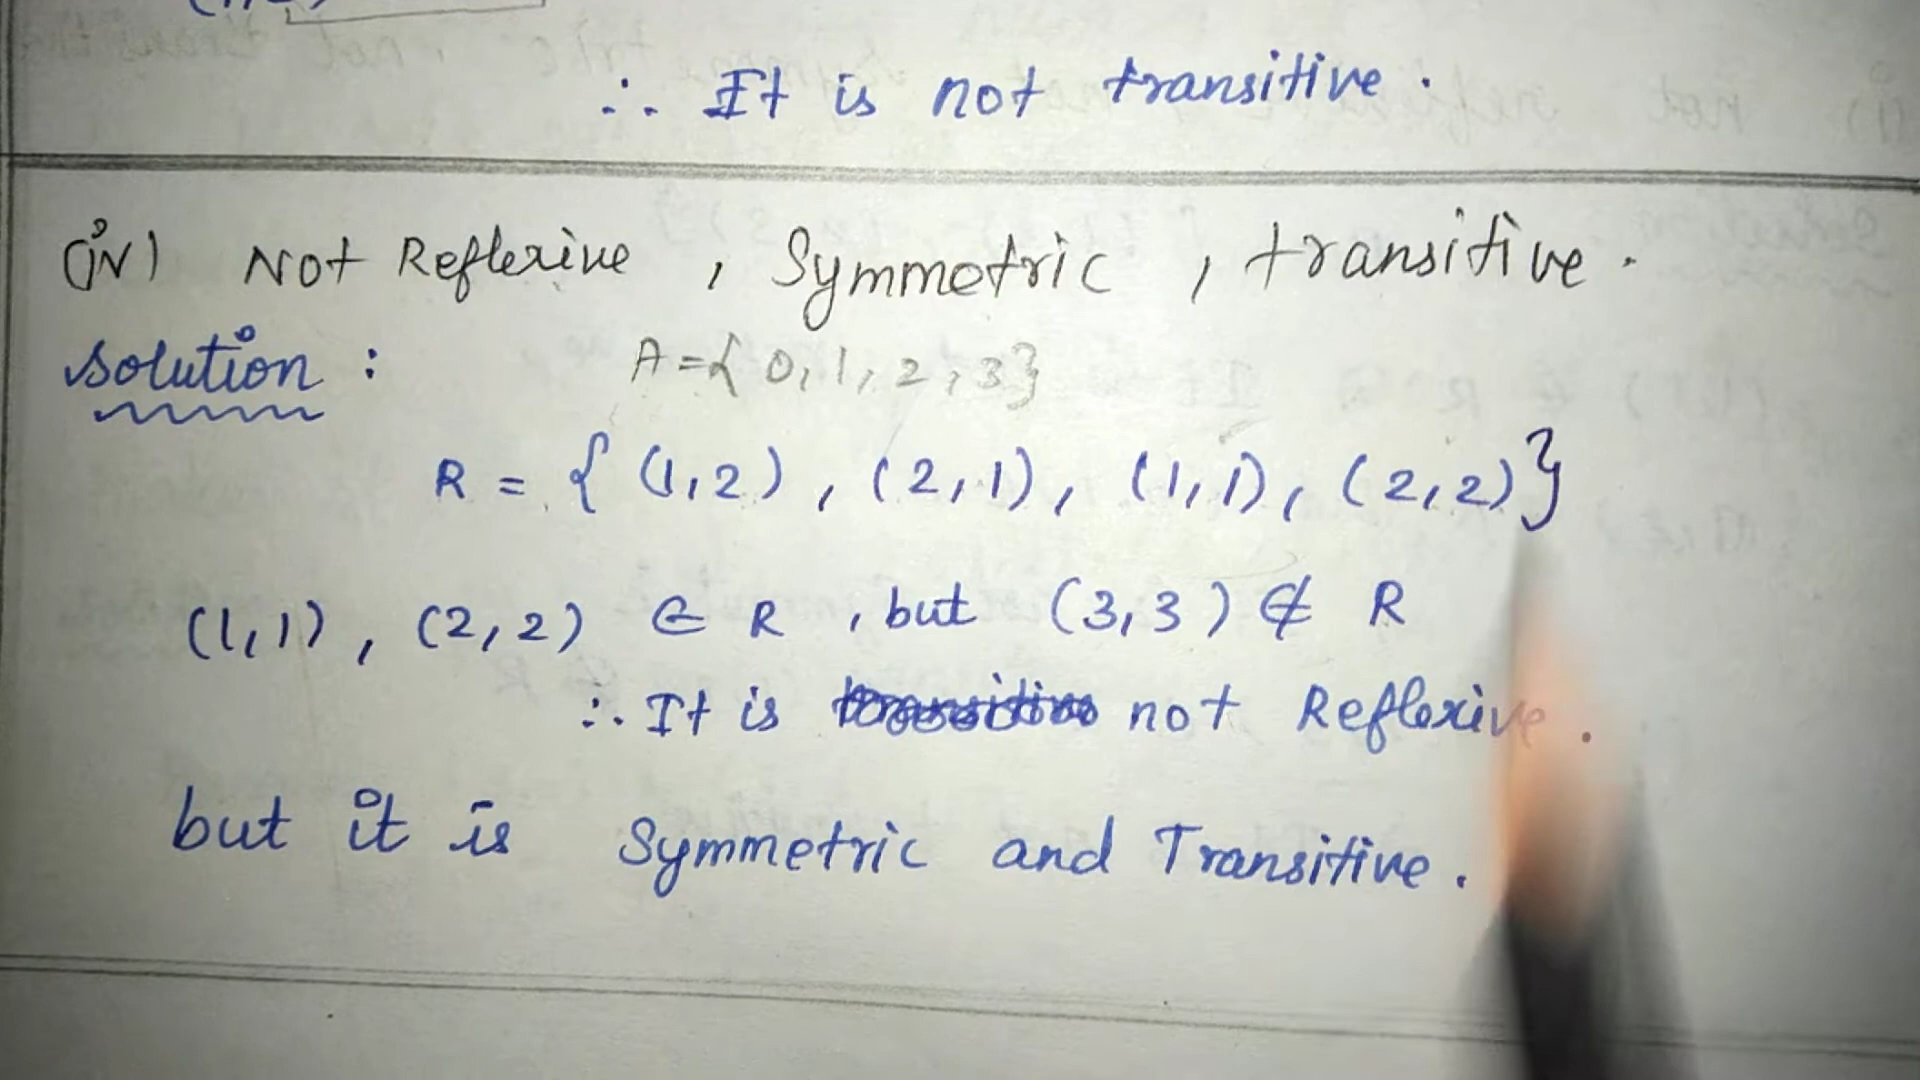 ∴ It is not transitive.
(iv) Not Reflexive, Symmetric, transitive.
Solution:
A={0,1,2,3}
R = { (1,2), (2,1), (1,1), (2,2)}
(1,1), (2,2) ∈ R, but (3,3) ∉ R
∴ It is not Reflexive.
but it is Symmetric and Transitive.